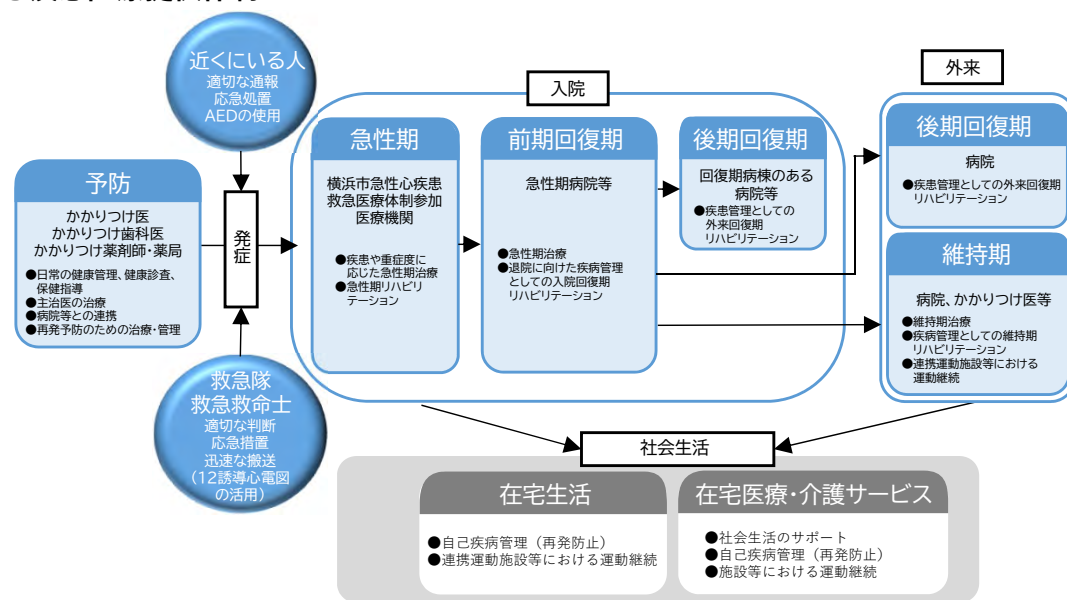 近くにいる人
適切な通報
応急処置
AEDの使用
予防
かかりつけ医
かかりつけ歯科医
かかりつけ薬剤師・薬局
●日常の健康管理、健康診査、
保健指導
●主治医の治療
●病院等との連携
●再発予防のための治療・管理
発症
救急隊
救急救命士
適切な判断
応急措置
迅速な搬送
(12誘導心電図
の活用)
入院
急性期
横浜市急性心疾患
救急医療体制参加
医療機関
●疾患や重症度に
応じた急性期治療
●急性期リハビリ
テーション
前期回復期
急性期病院等
●急性期治療
●退院に向けた疾病管理
としての入院回復期
リハビリテーション
後期回復期
回復期病棟のある
病院等
●疾患管理としての
外来回復期
リハビリテーション
外来
後期回復期
病院
●疾患管理としての外来回復期
リハビリテーション
維持期
病院、かかりつけ医等
●維持期治療
●疾病管理としての維持期
リハビリテーション
●連携運動施設等における
運動継続
社会生活
在宅生活
●自己疾病管理（再発防止）
●連携運動施設等における運動継続
在宅医療・介護サービス
●社会生活のサポート
●自己疾病管理（再発防止）
●施設等における運動継続